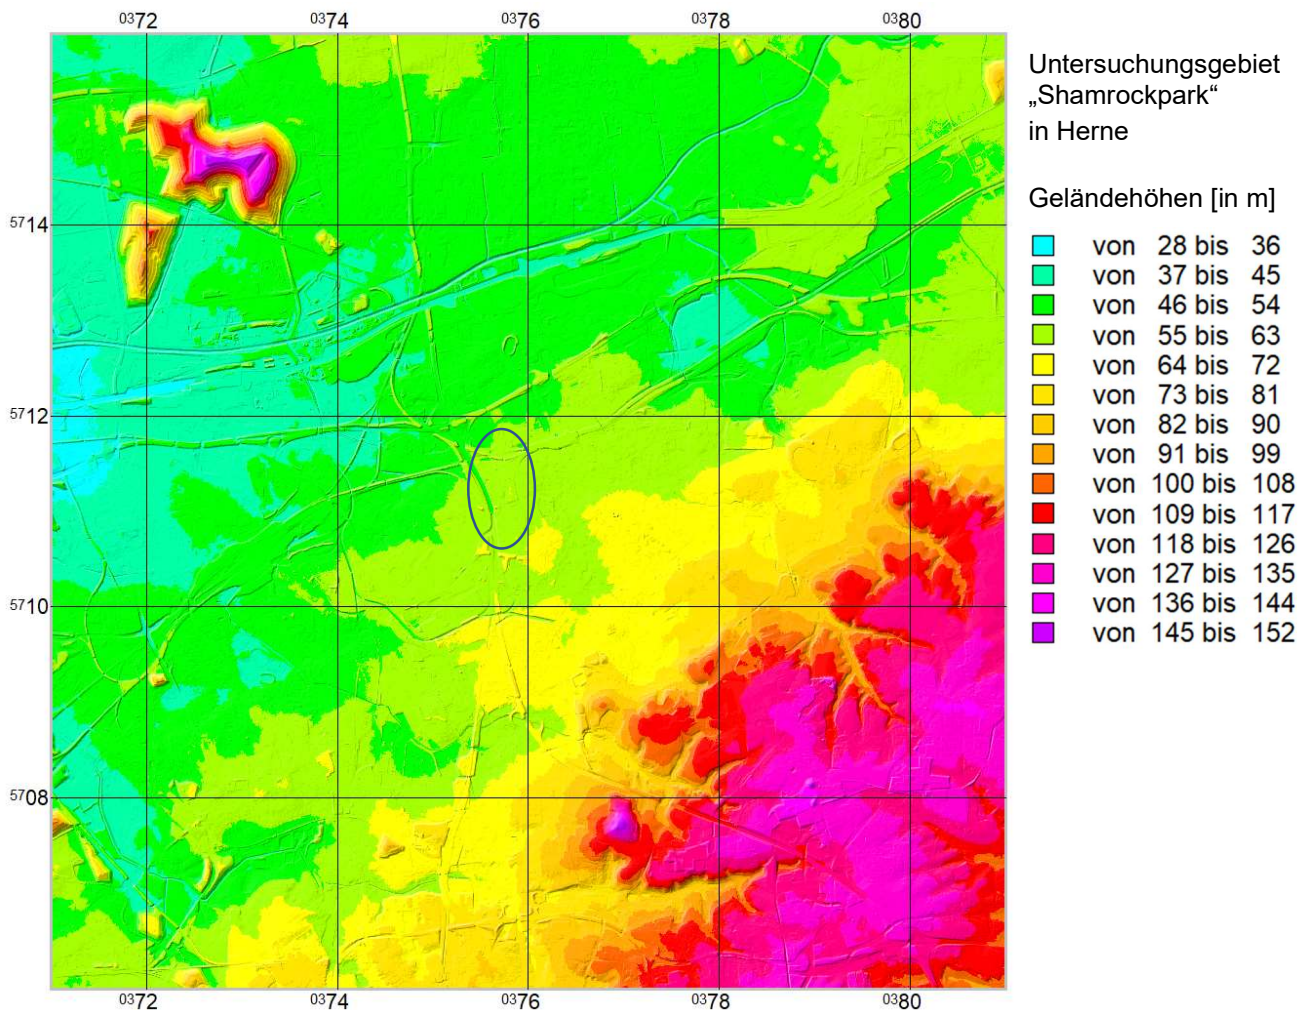 0372 0374 0376 0378 0380
Untersuchungsgebiet
„Shamrockpark“
in Herne
Geländehöhen [in m]
von 28 bis 36
von 37 bis 45
von 46 bis 54
von 55 bis 63
von 64 bis 72
von 73 bis 81
von 82 bis 90
von 91 bis 99
von 100 bis 108
von 109 bis 117
von 118 bis 126
von 127 bis 135
von 136 bis 144
von 145 bis 152
5714
5712
5710
5708
0372 0374 0376 0378 0380